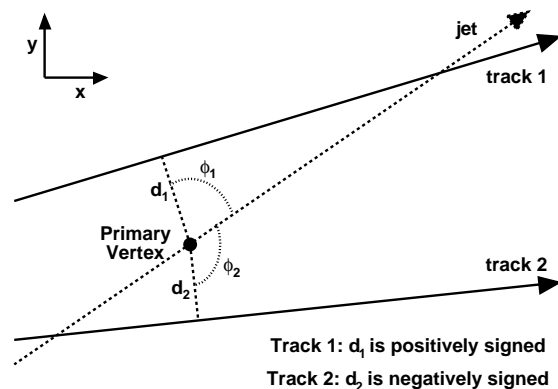 y
x
jet
track 1
ϕ₁
d₁
Primary
Vertex
ϕ₂
d₂
track 2
Track 1: d₁ is positively signed
Track 2: d₂ is negatively signed